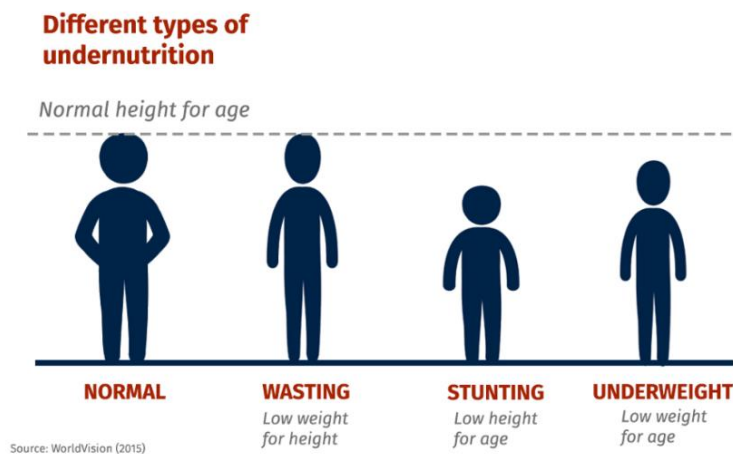 Different types of
undernutrition
Normal height for age
NORMAL
WASTING
Low weight
for height
STUNTING
Low height
for age
UNDERWEIGHT
Low weight
for age
Source: WorldVision (2015)